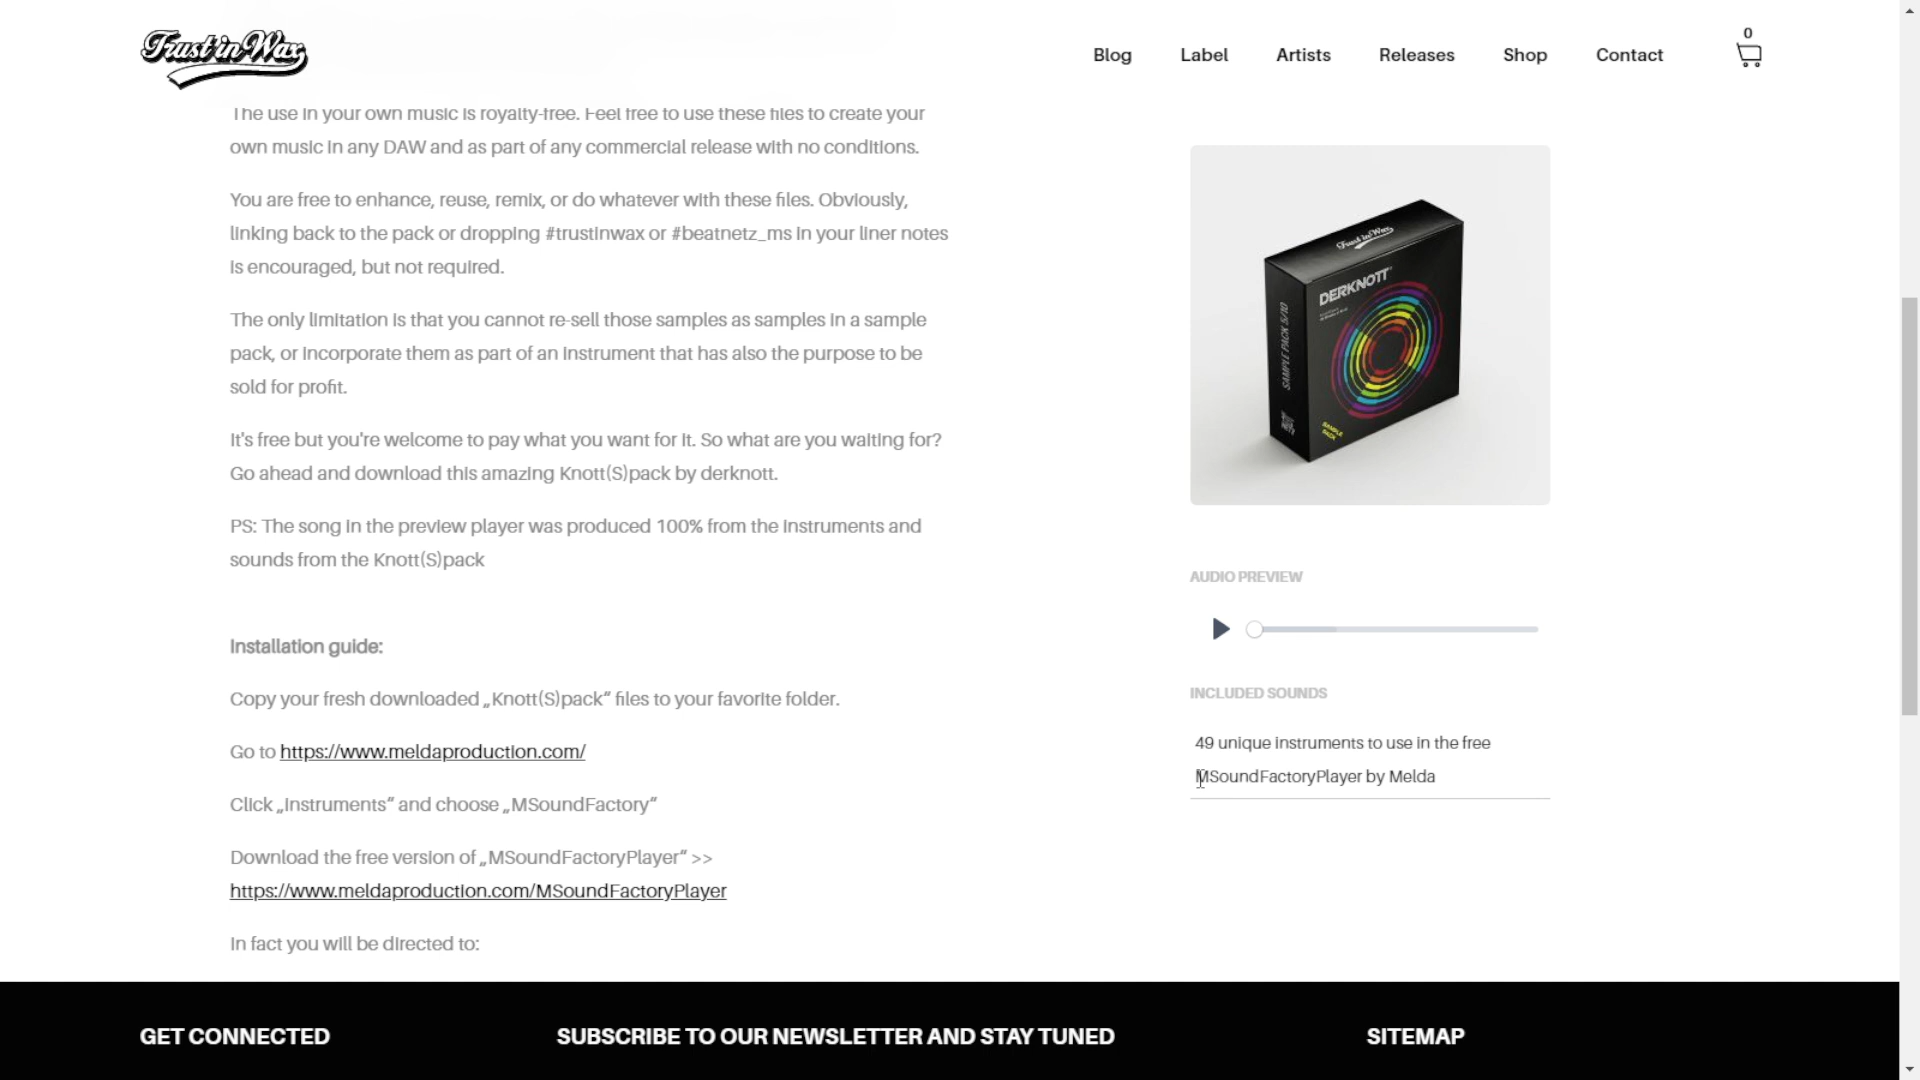 Trust in Wax
Blog
Label
Artists
Releases
Shop
Contact
0
The use in your own music is royalty-free. Feel free to use these files to create your
own music in any DAW and as part of any commercial release with no conditions.
You are free to enhance, reuse, remix, or do whatever with these files. Obviously,
linking back to the pack or dropping #trustinwax or #beatnetz_ms in your liner notes
is encouraged, but not required.
The only limitation is that you cannot re-sell those samples as samples in a sample
pack, or incorporate them as part of an instrument that has also the purpose to be
sold for profit.
It's free but you're welcome to pay what you want for it. So what are you waiting for?
Go ahead and download this amazing Knott(S)pack by derknott.
PS: The song in the preview player was produced 100% from the instruments and
sounds from the Knott(S)pack
Installation guide:
Copy your fresh downloaded „Knott(S)pack“ files to your favorite folder.
Go to https://www.meldaproduction.com/
Click „Instruments“ and choose „MSoundFactory“
Download the free version of „MSoundFactoryPlayer“ >>
https://www.meldaproduction.com/MSoundFactoryPlayer
In fact you will be directed to:
Trust in Wax
DERKNOTT
SAMPLE PACK 5/10
SAMPLE
PACK
AUDIO PREVIEW
INCLUDED SOUNDS
49 unique instruments to use in the free
MSoundFactoryPlayer by Melda
GET CONNECTED
SUBSCRIBE TO OUR NEWSLETTER AND STAY TUNED
SITEMAP